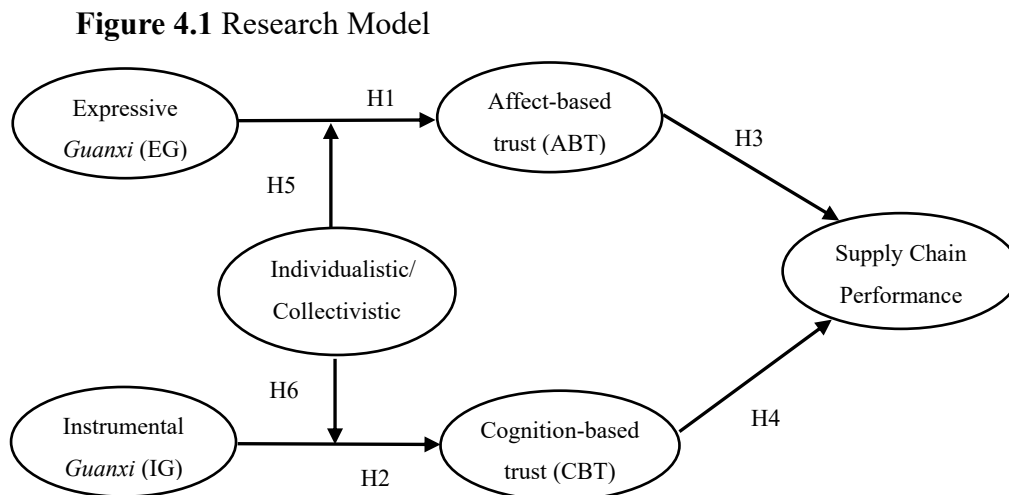 Figure 4.1 Research Model
Expressive
Guanxi (EG)
H1
Affect-based
trust (ABT)
H3
H5
Individualistic/
Collectivistic
Supply Chain
Performance
H6
Instrumental
Guanxi (IG)
H2
Cognition-based
trust (CBT)
H4